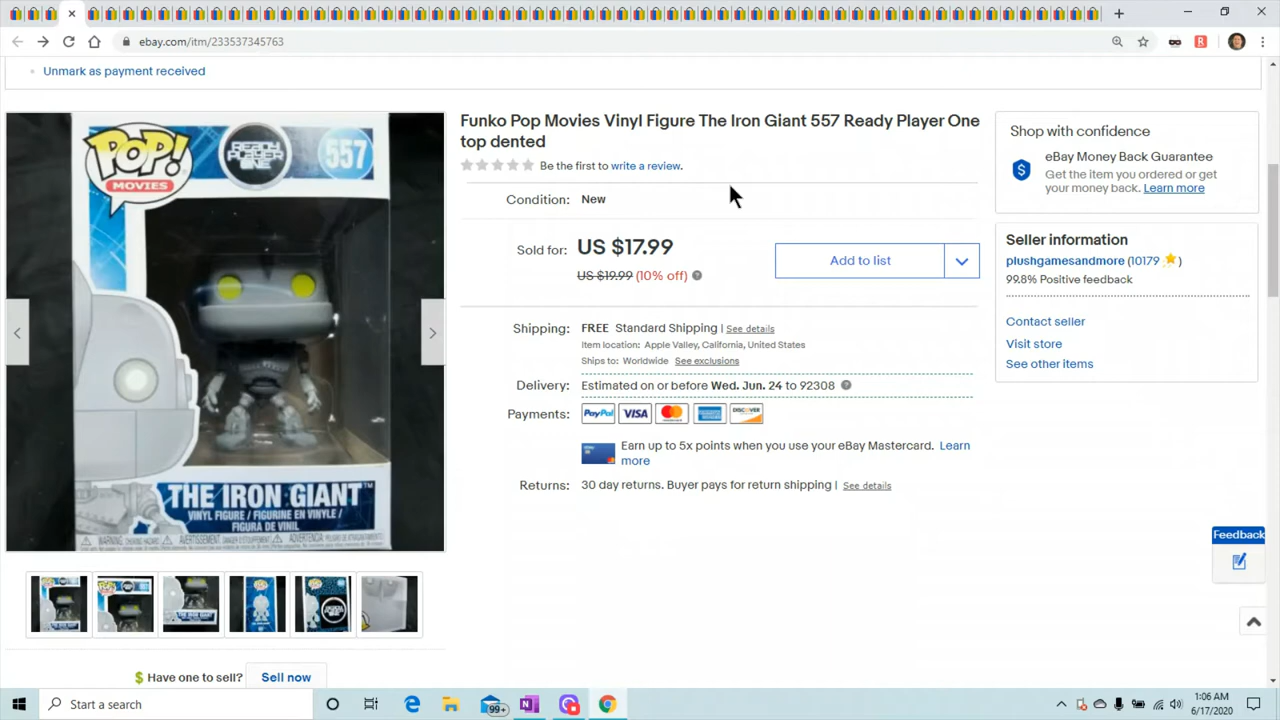 ebay.com/itm/233537345763
Unmark as payment received
POP!
MOVIES
READY
PLAYER
ONE
557
THE IRON GIANT™
VINYL FIGURE / FIGURINE EN VINYLE /
FIGURA DE VINIL
Funko Pop Movies Vinyl Figure The Iron Giant 557 Ready Player One
top dented
Be the first to write a review.
Condition: New
Sold for: US $17.99
US $19.99 (10% off)
Add to list
Shipping: FREE Standard Shipping | See details
Item location: Apple Valley, California, United States
Ships to: Worldwide See exclusions
Delivery: Estimated on or before Wed. Jun. 24 to 92308
Payments: PayPal VISA MasterCard AMERICAN EXPRESS DISCOVER
Earn up to 5x points when you use your eBay Mastercard. Learn
more
Returns: 30 day returns. Buyer pays for return shipping | See details
Shop with confidence
eBay Money Back Guarantee
Get the item you ordered or get
your money back. Learn more
Seller information
plushgamesandmore (10179 )
99.8% Positive feedback
Contact seller
Visit store
See other items
Feedback
$ Have one to sell? Sell now
Start a search
99+
1:06 AM
6/17/2020